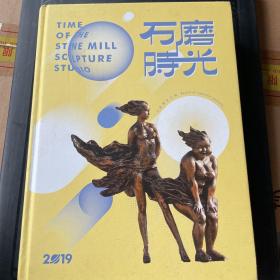 TIME
OF THE
STONE MILL
SCULPTURE
STUDIO
石磨
時光
2019